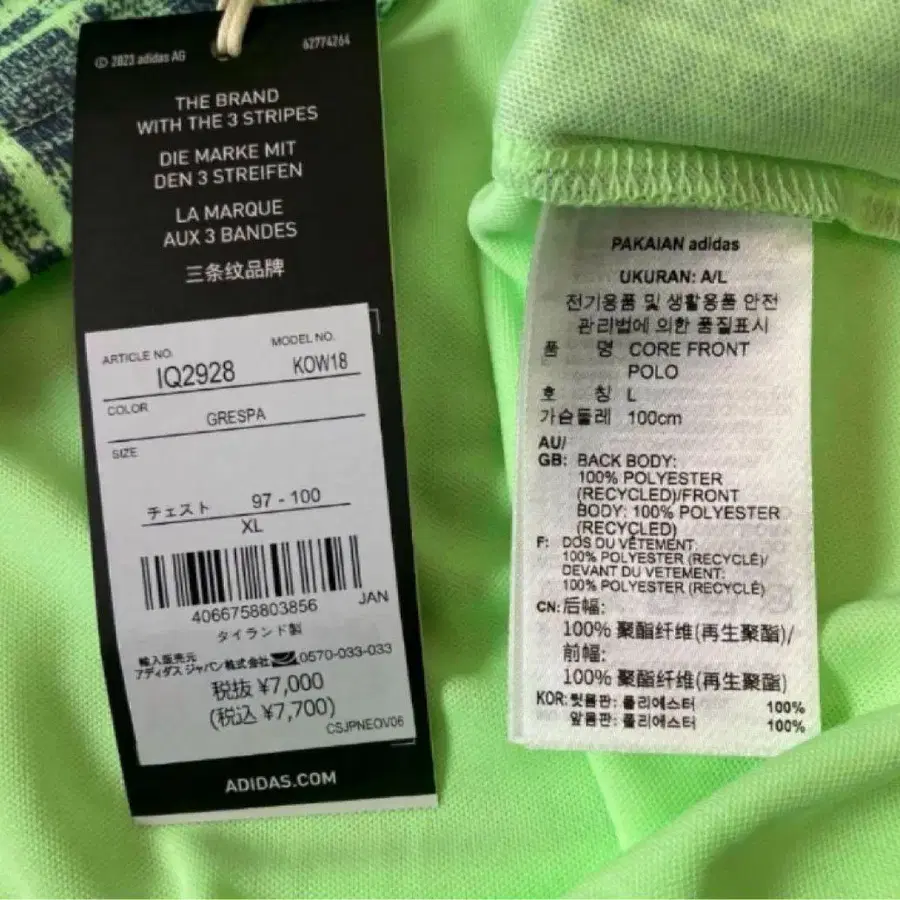 © 2023 adidas AG
62774264
THE BRAND
WITH THE 3 STRIPES
DIE MARKE MIT
DEN 3 STREIFEN
LA MARQUE
AUX 3 BANDES
三条纹品牌
ARTICLE NO.
MODEL NO.
IQ2928
KOW18
COLOR
GRESPA
SIZE
チェスト 97 - 100
XL
4066758803856
JAN
タイランド製
輸入販売元
アディダス ジャパン株式会社 0570-033-033
税抜 ¥7,000
(税込 ¥7,700)
CSJPNEOV06
ADIDAS.COM
PAKAIAN adidas
UKURAN: A/L
전기용품 및 생활용품 안전
관리법에 의한 품질표시
품 명 CORE FRONT
POLO
호 칭 L
가슴둘레 100cm
AU/
GB: BACK BODY:
100% POLYESTER
(RECYCLED)/FRONT
BODY: 100% POLYESTER
(RECYCLED)
F: DOS DU VÊTEMENT:
100% POLYESTER (RECYCLÉ)/
DEVANT DU VETEMENT:
100% POLYESTER (RECYCLÉ)
CN: 后幅:
100% 聚酯纤维(再生聚酯)/
前幅:
100% 聚酯纤维(再生聚酯)
KOR: 뒷몸판: 폴리에스터 100%
앞몸판: 폴리에스터 100%